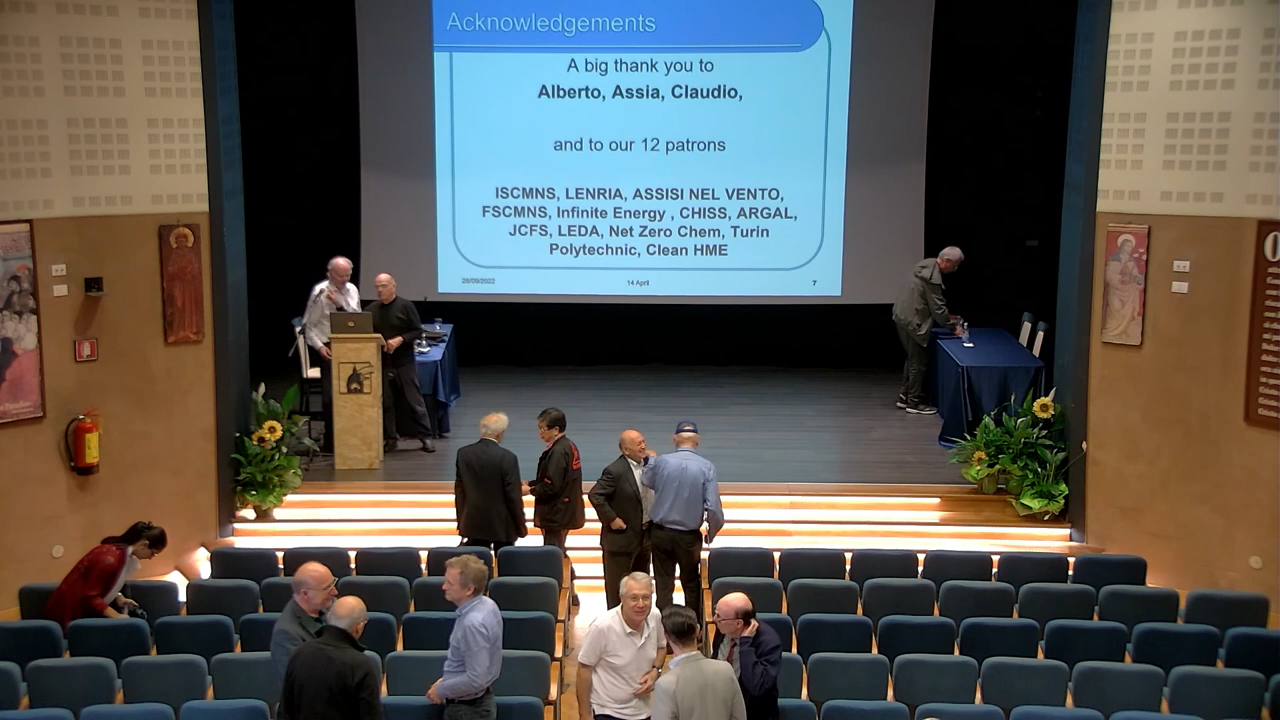 Acknowledgements
A big thank you to
Alberto, Assia, Claudio,
and to our 12 patrons
ISCMNS, LENRIA, ASSISI NEL VENTO,
FSCMNS, Infinite Energy , CHISS, ARGAL,
JCFS, LEDA, Net Zero Chem, Turin
Polytechnic, Clean HME
28/09/2022
14 April
7